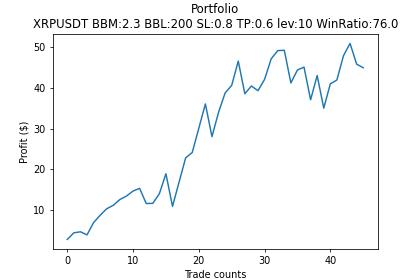 Portfolio
XRPUSDT BBM:2.3 BBL:200 SL:0.8 TP:0.6 lev:10 WinRatio:76.0
50
40
30
20
10
Profit ($)
0 10 20 30 40
Trade counts